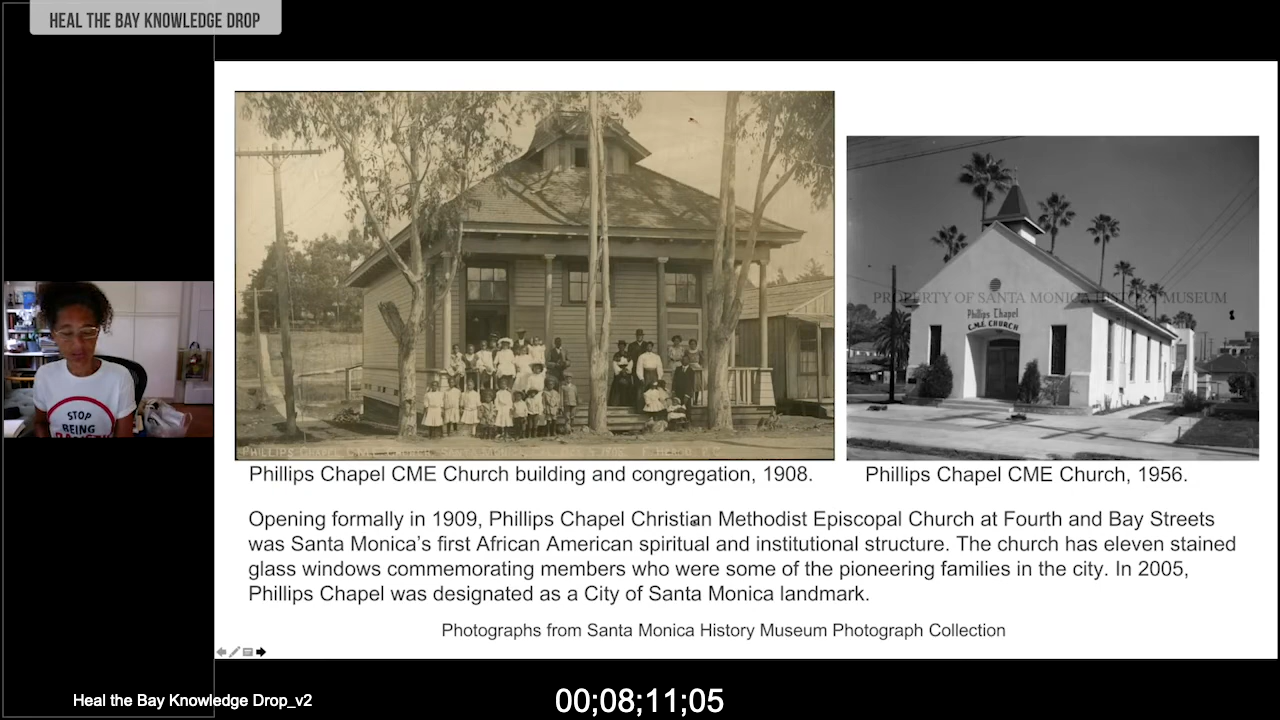 HEAL THE BAY KNOWLEDGE DROP
STOP
BEING
PROPERTY OF SANTA MONICA HISTORY MUSEUM
Phillips Chapel
C.M.E. CHURCH
PHILLIPS CHAPEL C.M.E. CHURCH, SANTA
Phillips Chapel CME Church building and congregation, 1908.
Phillips Chapel CME Church, 1956.
Opening formally in 1909, Phillips Chapel Christian Methodist Episcopal Church at Fourth and Bay Streets
was Santa Monica's first African American spiritual and institutional structure. The church has eleven stained
glass windows commemorating members who were some of the pioneering families in the city. In 2005,
Phillips Chapel was designated as a City of Santa Monica landmark.
Photographs from Santa Monica History Museum Photograph Collection
Heal the Bay Knowledge Drop_v2
00;08;11;05